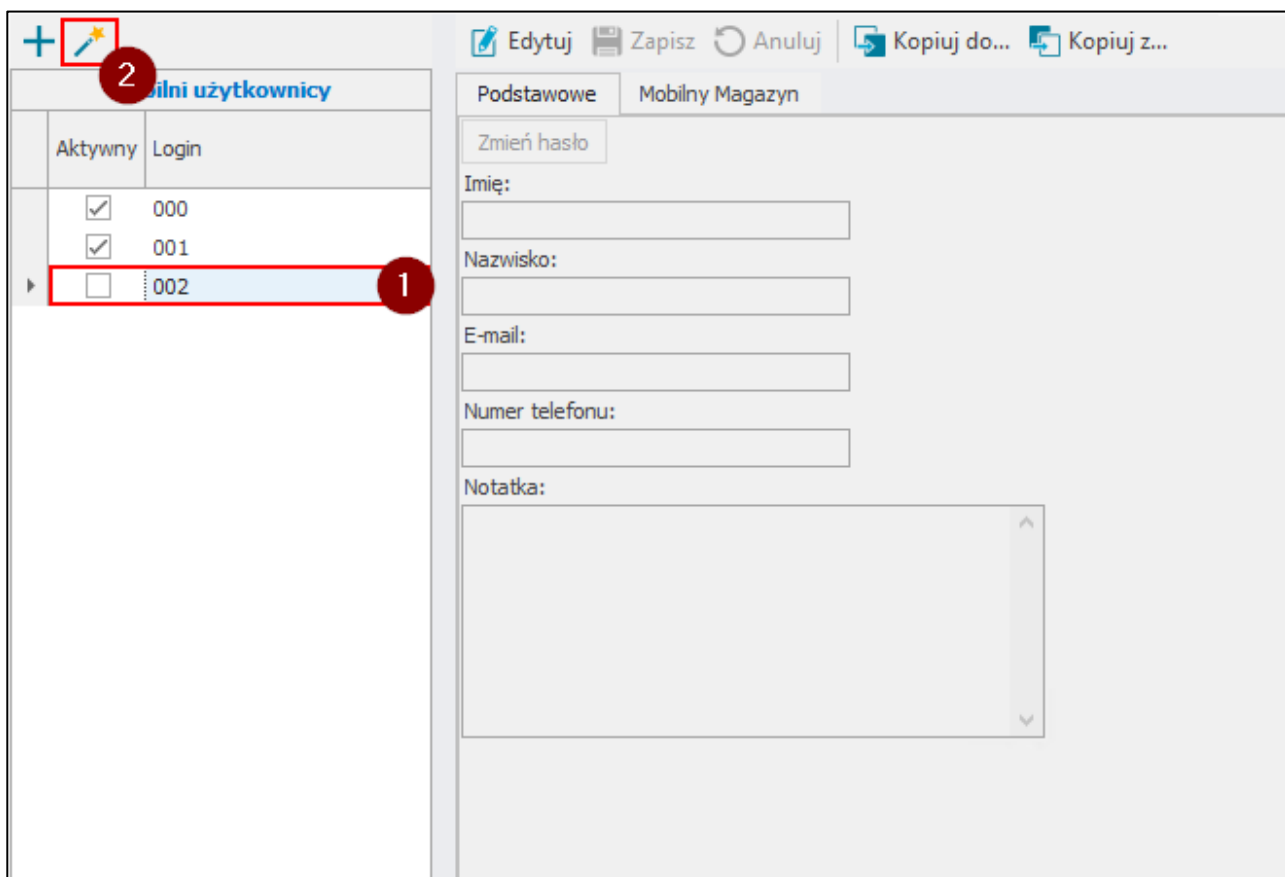 Edytuj Zapisz Anuluj Kopiuj do... Kopiuj z...
2
ilni użytkownicy
Podstawowe Mobilny Magazyn
Aktywny Login
Zmień hasło
Imię:
000
001
Nazwisko:
002
1
E-mail:
Numer telefonu:
Notatka: